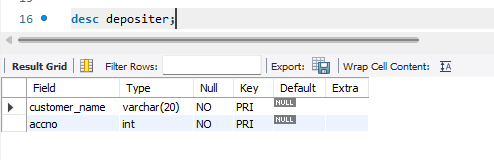 16 desc depositer;
Result Grid Filter Rows: Export: Wrap Cell Content: IA
Field Type Null Key Default Extra
customer_name varchar(20) NO PRI NULL
accno int NO PRI NULL